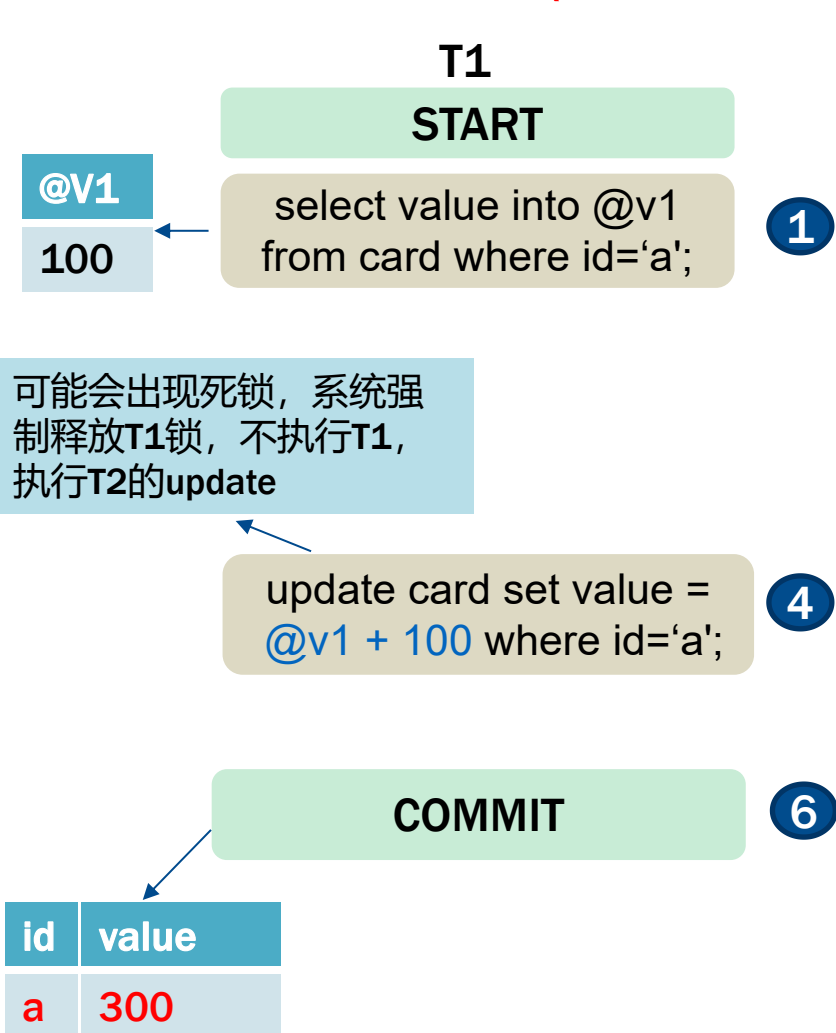 T1
START
@V1
100
select value into @v1
from card where id=‘a';
1
可能会出现死锁，系统强
制释放T1锁，不执行T1，
执行T2的update
update card set value =
@v1 + 100 where id=‘a';
4
COMMIT
6
id value
a 300